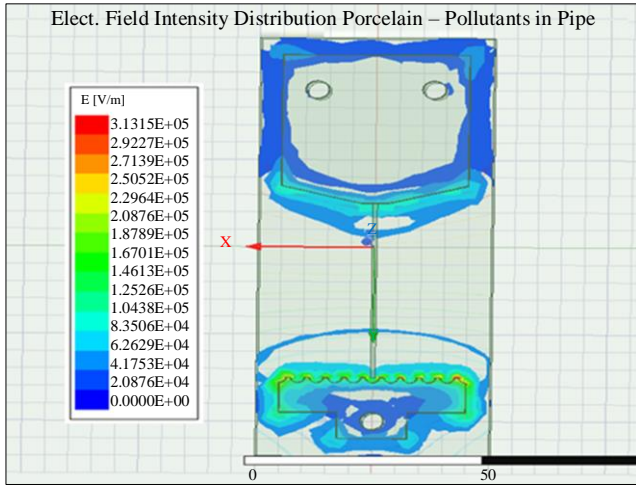 Elect. Field Intensity Distribution Porcelain – Pollutants in Pipe
E [V/m]
3.1315E+05
2.9227E+05
2.7139E+05
2.5052E+05
2.2964E+05
2.0876E+05
1.8789E+05
1.6701E+05
1.4613E+05
1.2526E+05
1.0438E+05
8.3506E+04
6.2629E+04
4.1753E+04
2.0876E+04
0.0000E+00
Z
X
0 50